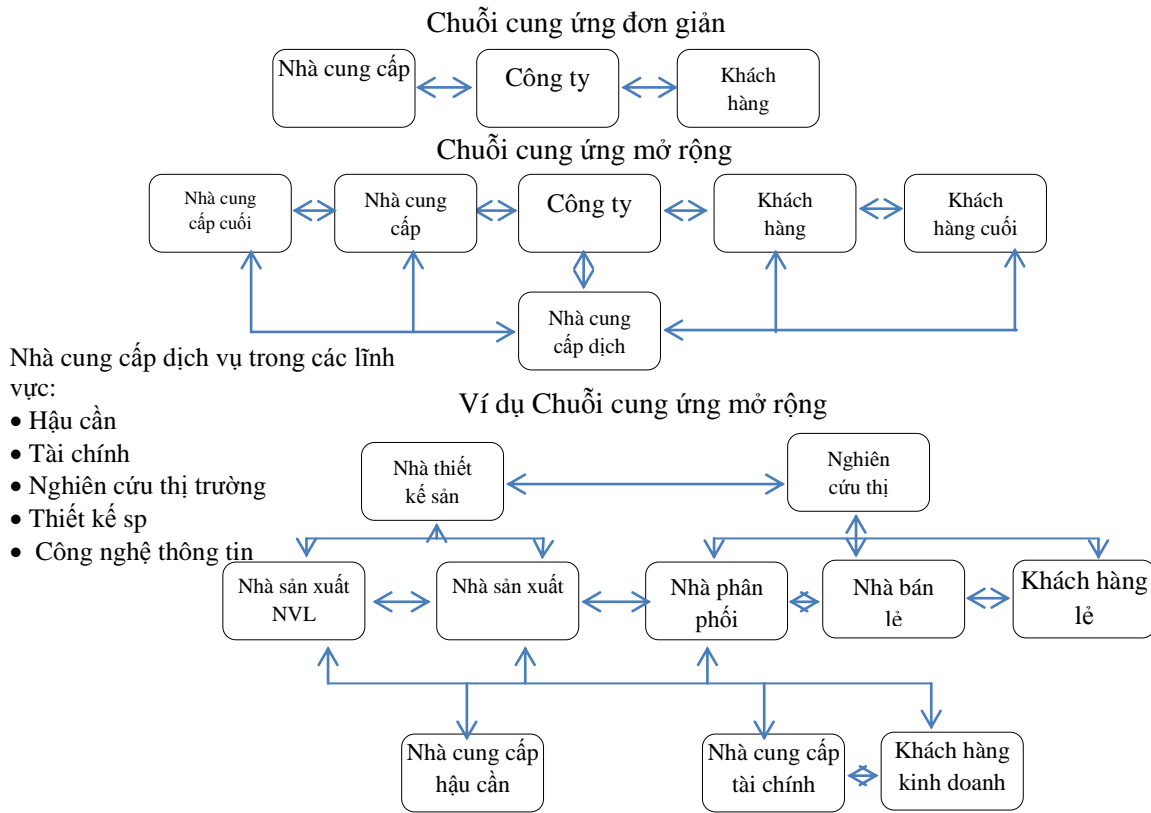 Chuỗi cung ứng đơn giản
Nhà cung cấp
Công ty
Khách
hàng
Chuỗi cung ứng mở rộng
Nhà cung
cấp cuối
Nhà cung
cấp
Công ty
Khách
hàng
Khách
hàng cuối
Nhà cung
cấp dịch
Nhà cung cấp dịch vụ trong các lĩnh
vực:
• Hậu cần
• Tài chính
• Nghiên cứu thị trường
• Thiết kế sp
• Công nghệ thông tin
Ví dụ Chuỗi cung ứng mở rộng
Nhà thiết
kế sản
Nghiên
cứu thị
Nhà sản xuất
NVL
Nhà sản xuất
Nhà phân
phối
Nhà bán
lẻ
Khách hàng
lẻ
Nhà cung cấp
hậu cần
Nhà cung cấp
tài chính
Khách hàng
kinh doanh